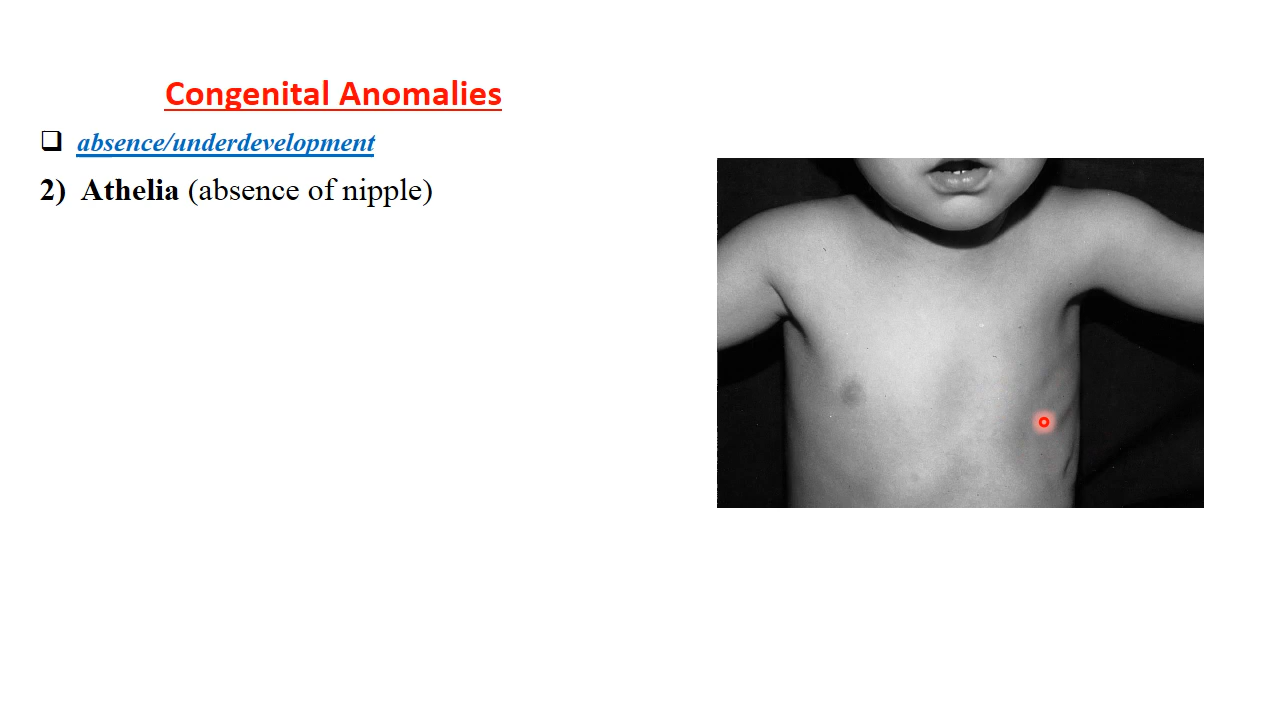 Congenital Anomalies
❑ absence/underdevelopment
2) Athelia (absence of nipple)